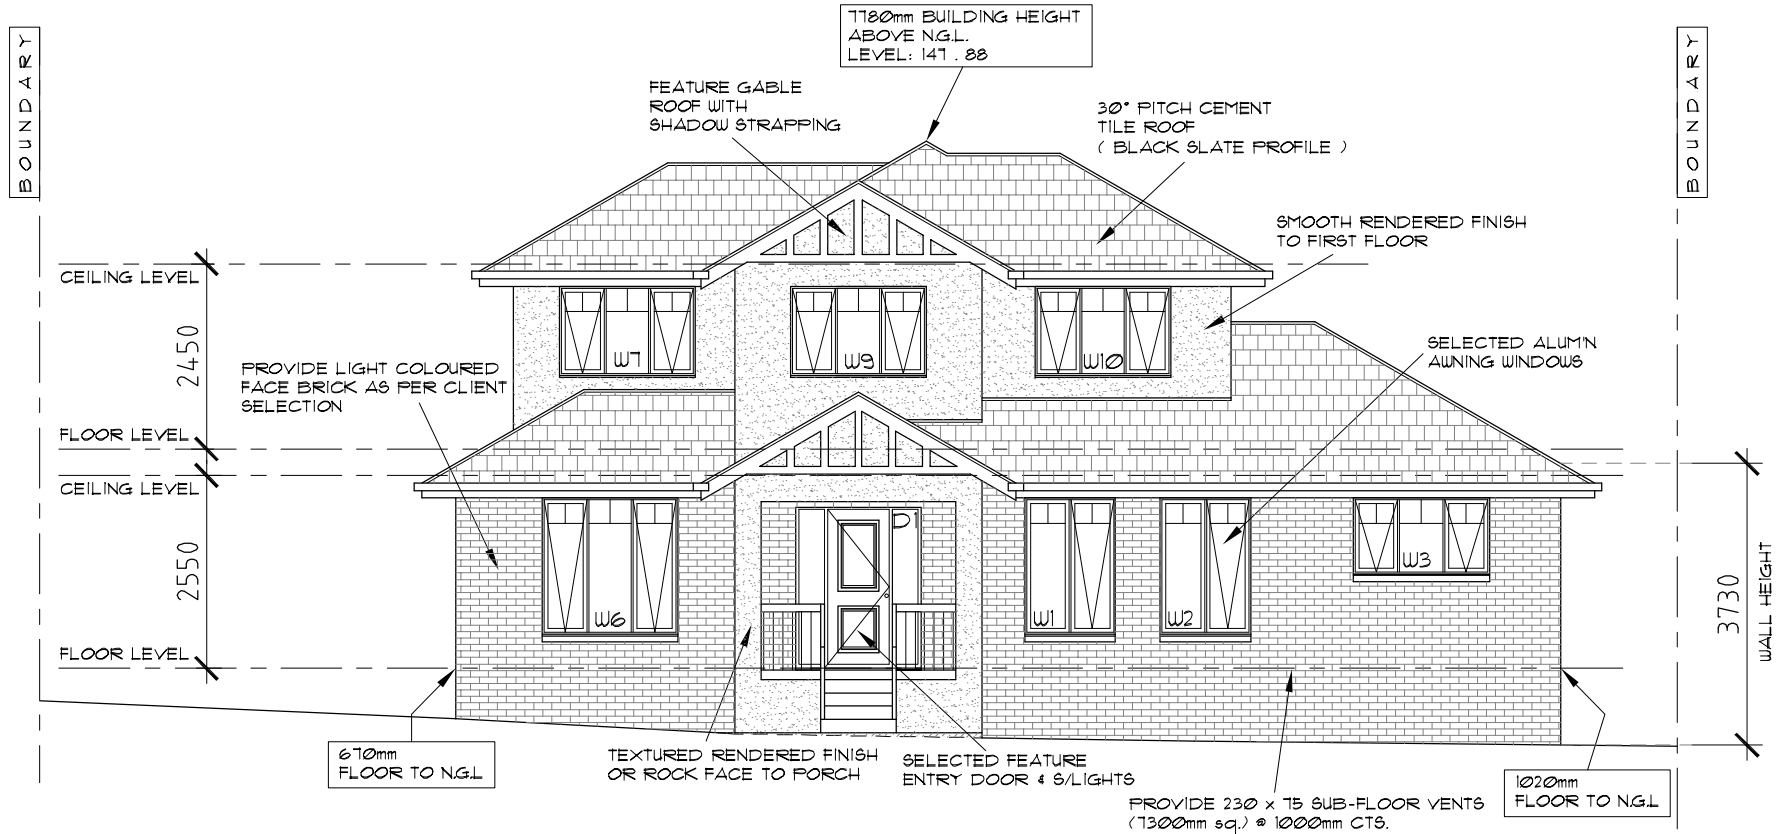 BOUNDARY
7780mm BUILDING HEIGHT
ABOVE N.G.L.
LEVEL: 147 . 88
BOUNDARY
FEATURE GABLE
ROOF WITH
SHADOW STRAPPING
30° PITCH CEMENT
TILE ROOF
( BLACK SLATE PROFILE )
SMOOTH RENDERED FINISH
TO FIRST FLOOR
CEILING LEVEL
2450
W7
W9
W10
SELECTED ALUM'N
AWNING WINDOWS
PROVIDE LIGHT COLOURED
FACE BRICK AS PER CLIENT
SELECTION
FLOOR LEVEL
CEILING LEVEL
2550
D1
W6
W1
W2
W3
3730
WALL HEIGHT
FLOOR LEVEL
670mm
FLOOR TO N.G.L
TEXTURED RENDERED FINISH
OR ROCK FACE TO PORCH
SELECTED FEATURE
ENTRY DOOR & S/LIGHTS
PROVIDE 230 x 75 SUB-FLOOR VENTS
(7300mm sq.) @ 1000mm CTS.
1020mm
FLOOR TO N.G.L